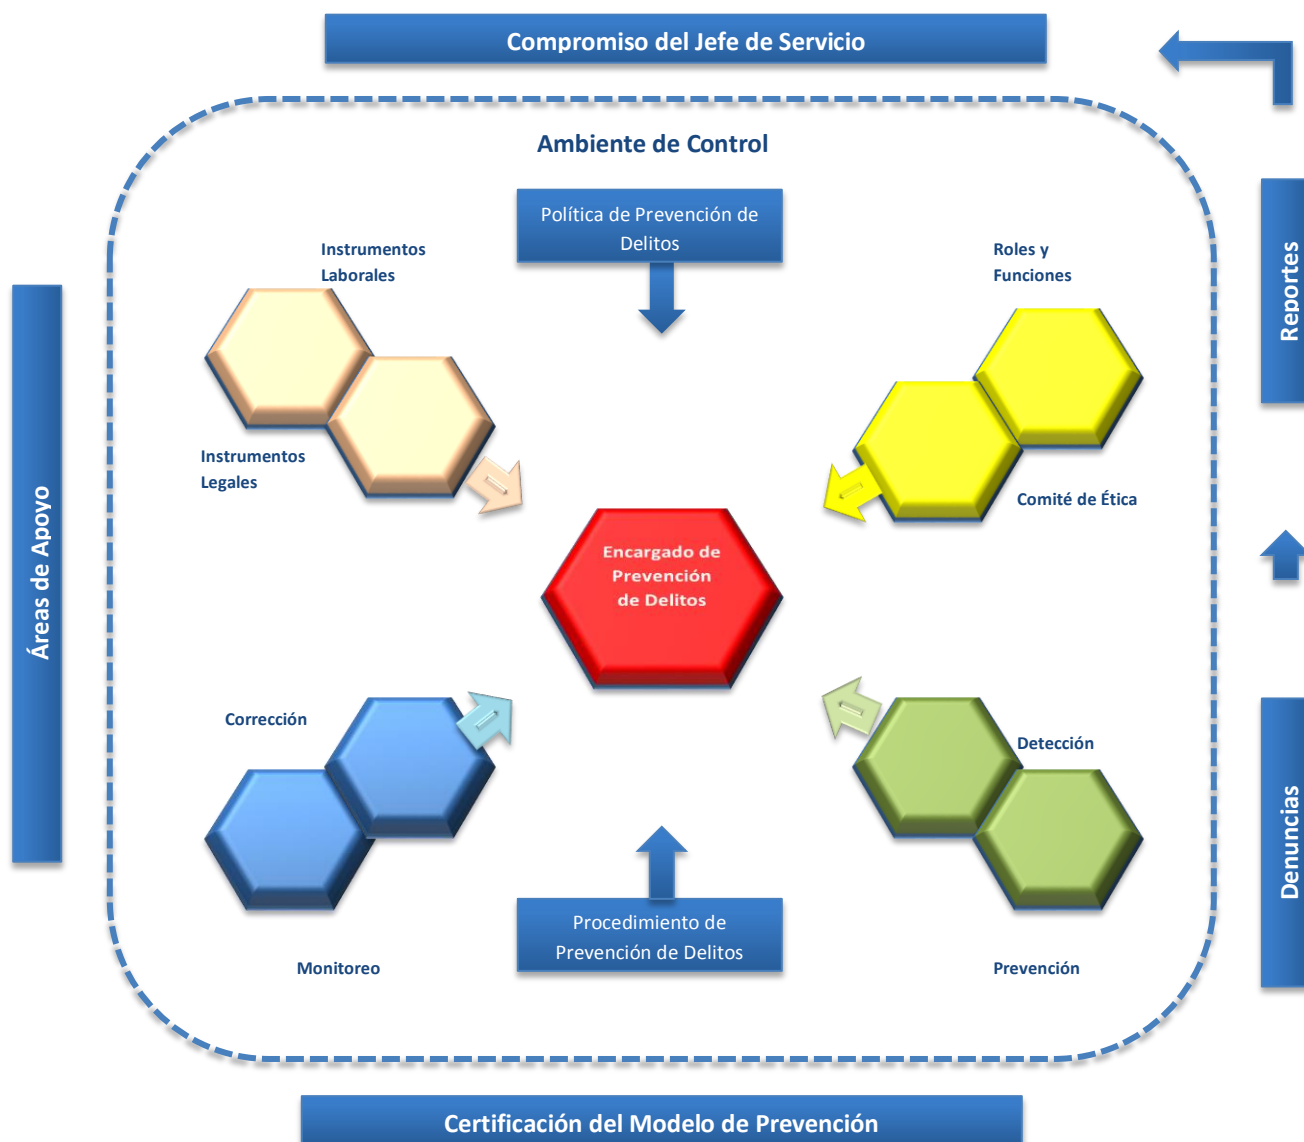 Compromiso del Jefe de Servicio
Ambiente de Control
Política de Prevención de
Delitos
Instrumentos
Laborales
Roles y
Funciones
Reportes
Instrumentos
Legales
Comité de Ética
Áreas de Apoyo
Encargado de
Prevención
de Delitos
Corrección
Detección
Denuncias
Procedimiento de
Prevención de Delitos
Monitoreo
Prevención
Certificación del Modelo de Prevención